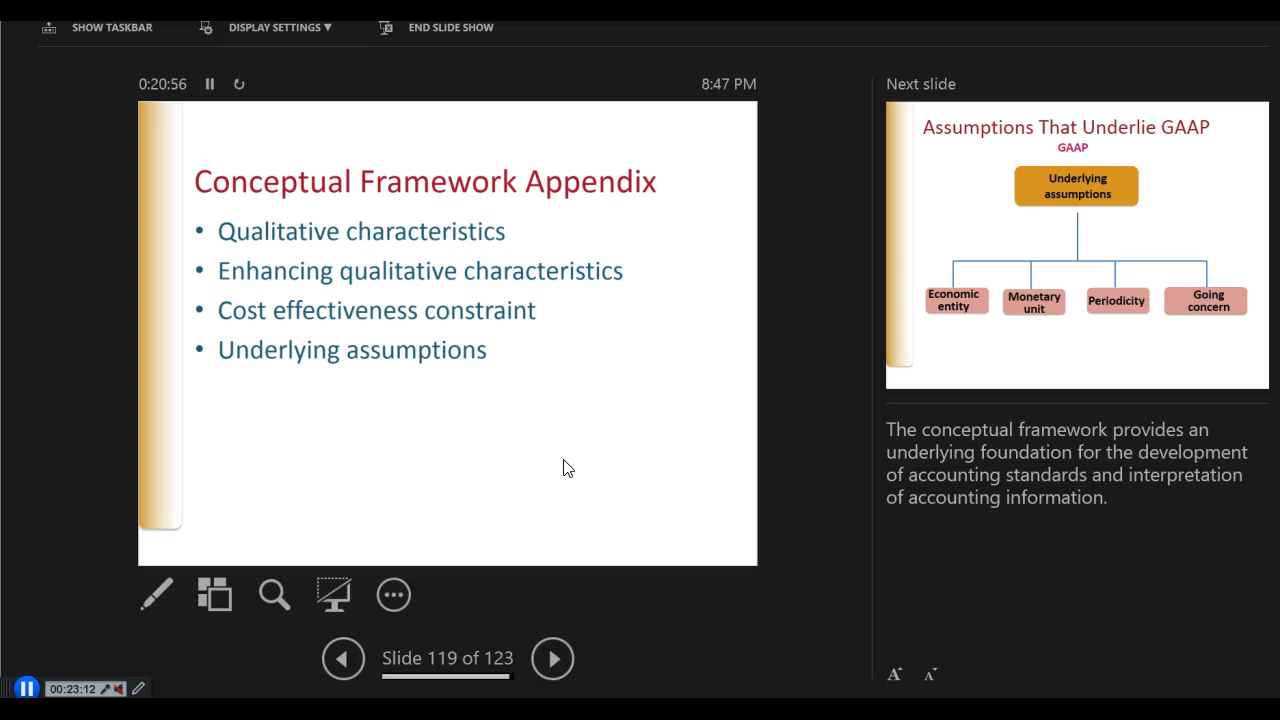 SHOW TASKBAR
DISPLAY SETTINGS ▼
END SLIDE SHOW
0:20:56
8:47 PM
Conceptual Framework Appendix
• Qualitative characteristics
• Enhancing qualitative characteristics
• Cost effectiveness constraint
• Underlying assumptions
Slide 119 of 123
00:23:12
Next slide
Assumptions That Underlie GAAP
GAAP
Underlying
assumptions
Economic
entity
Monetary
unit
Periodicity
Going
concern
The conceptual framework provides an
underlying foundation for the development
of accounting standards and interpretation
of accounting information.
A A